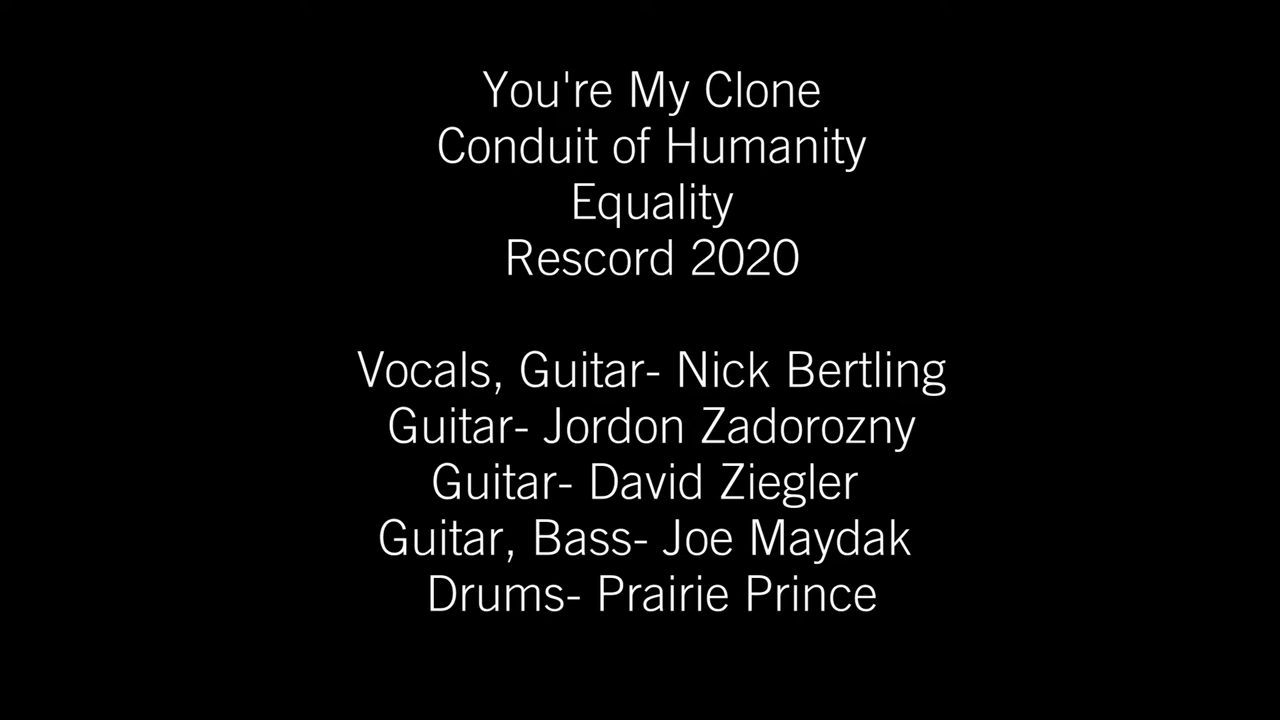 You're My Clone
Conduit of Humanity
Equality
Rescord 2020
Vocals, Guitar- Nick Bertling
Guitar- Jordon Zadorozny
Guitar- David Ziegler
Guitar, Bass- Joe Maydak
Drums- Prairie Prince